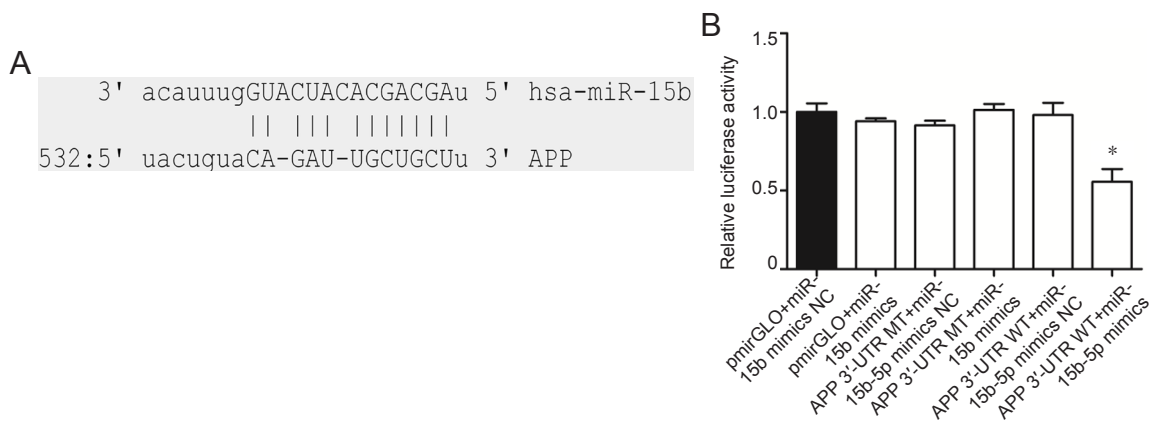 A
3' acauuugGUACUACACGACGAu 5' hsa-miR-15b
|| ||| |||||||
532:5' uacuguaCA-GAU-UGCUGCUu 3' APP
B
Relative luciferase activity
1.5
1.0
0.5
0
*
pmirGLO+miR-
15b mimics NC
pmirGLO+miR-
15b mimics
APP 3′-UTR MT+miR-
15b-5p mimics NC
APP 3′-UTR MT+miR-
15b mimics
APP 3′-UTR WT+miR-
15b-5p mimics NC
APP 3′-UTR WT+miR-
15b-5p mimics